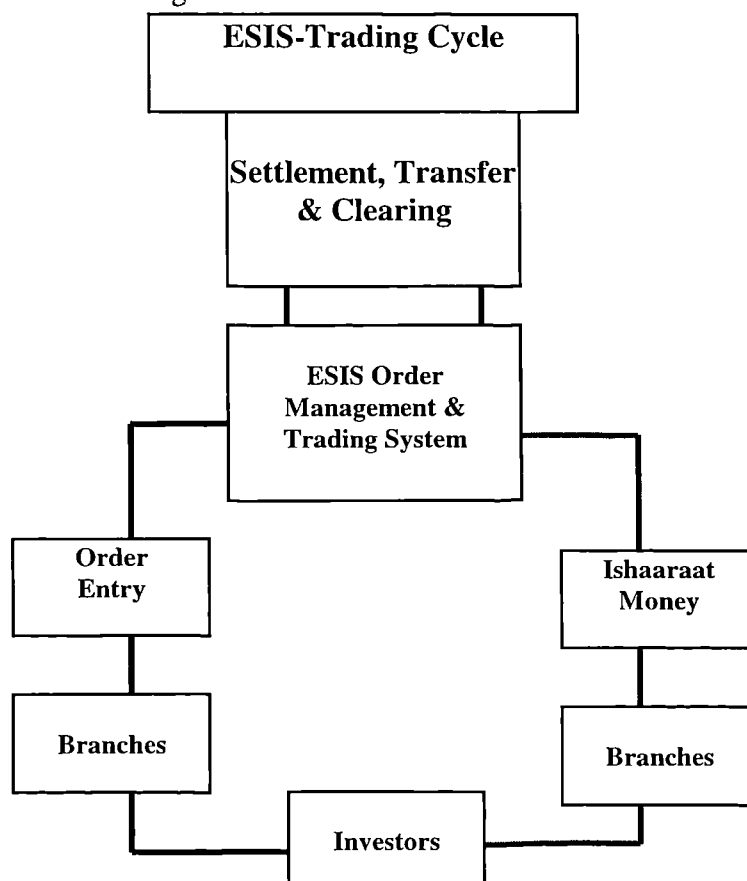 ESIS-Trading Cycle
Settlement, Transfer
& Clearing
ESIS Order
Management &
Trading System
Order
Entry
Ishaaraat
Money
Branches
Branches
Investors